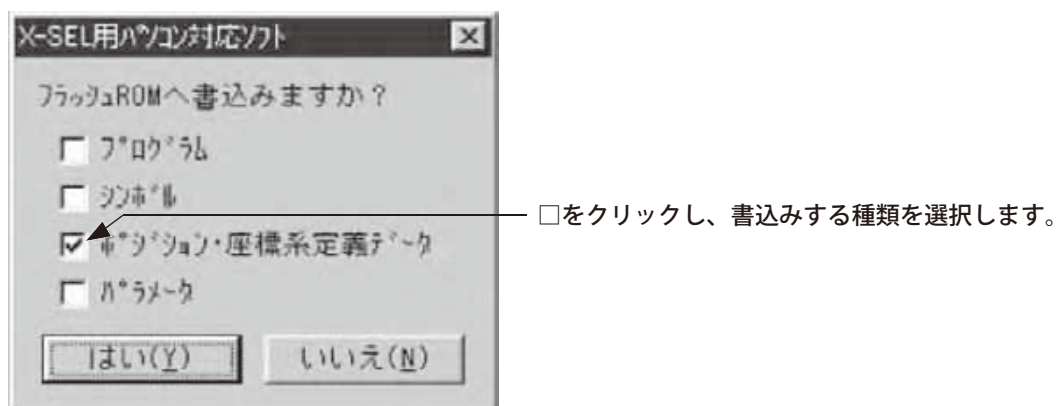 X-SEL用ﾊﾟｿｺﾝ対応ｿﾌﾄ
ﾌﾗｯｼｭROMへ書込みますか？
ﾌﾟﾛｸﾞﾗﾑ
ｼﾝﾎﾞﾙ
ﾎﾟｼﾞｼｮﾝ･座標系定義ﾃﾞｰﾀ
□をクリックし、書込みする種類を選択します。
ﾊﾟﾗﾒｰﾀ
はい(Y)
いいえ(N)